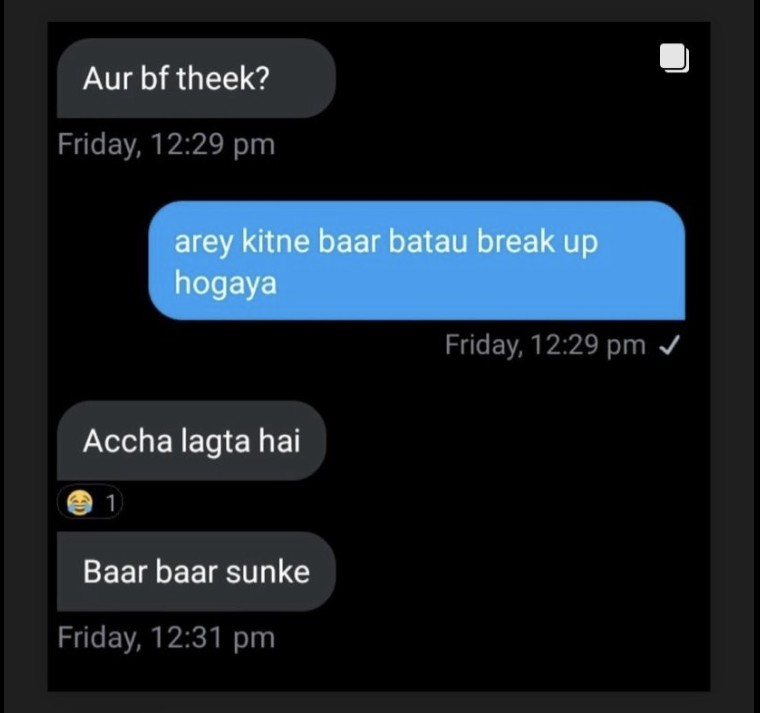 Aur bf theek?
Friday, 12:29 pm
arey kitne baar batau break up
hogaya
Friday, 12:29 pm ✓
Accha lagta hai
😂 1
Baar baar sunke
Friday, 12:31 pm